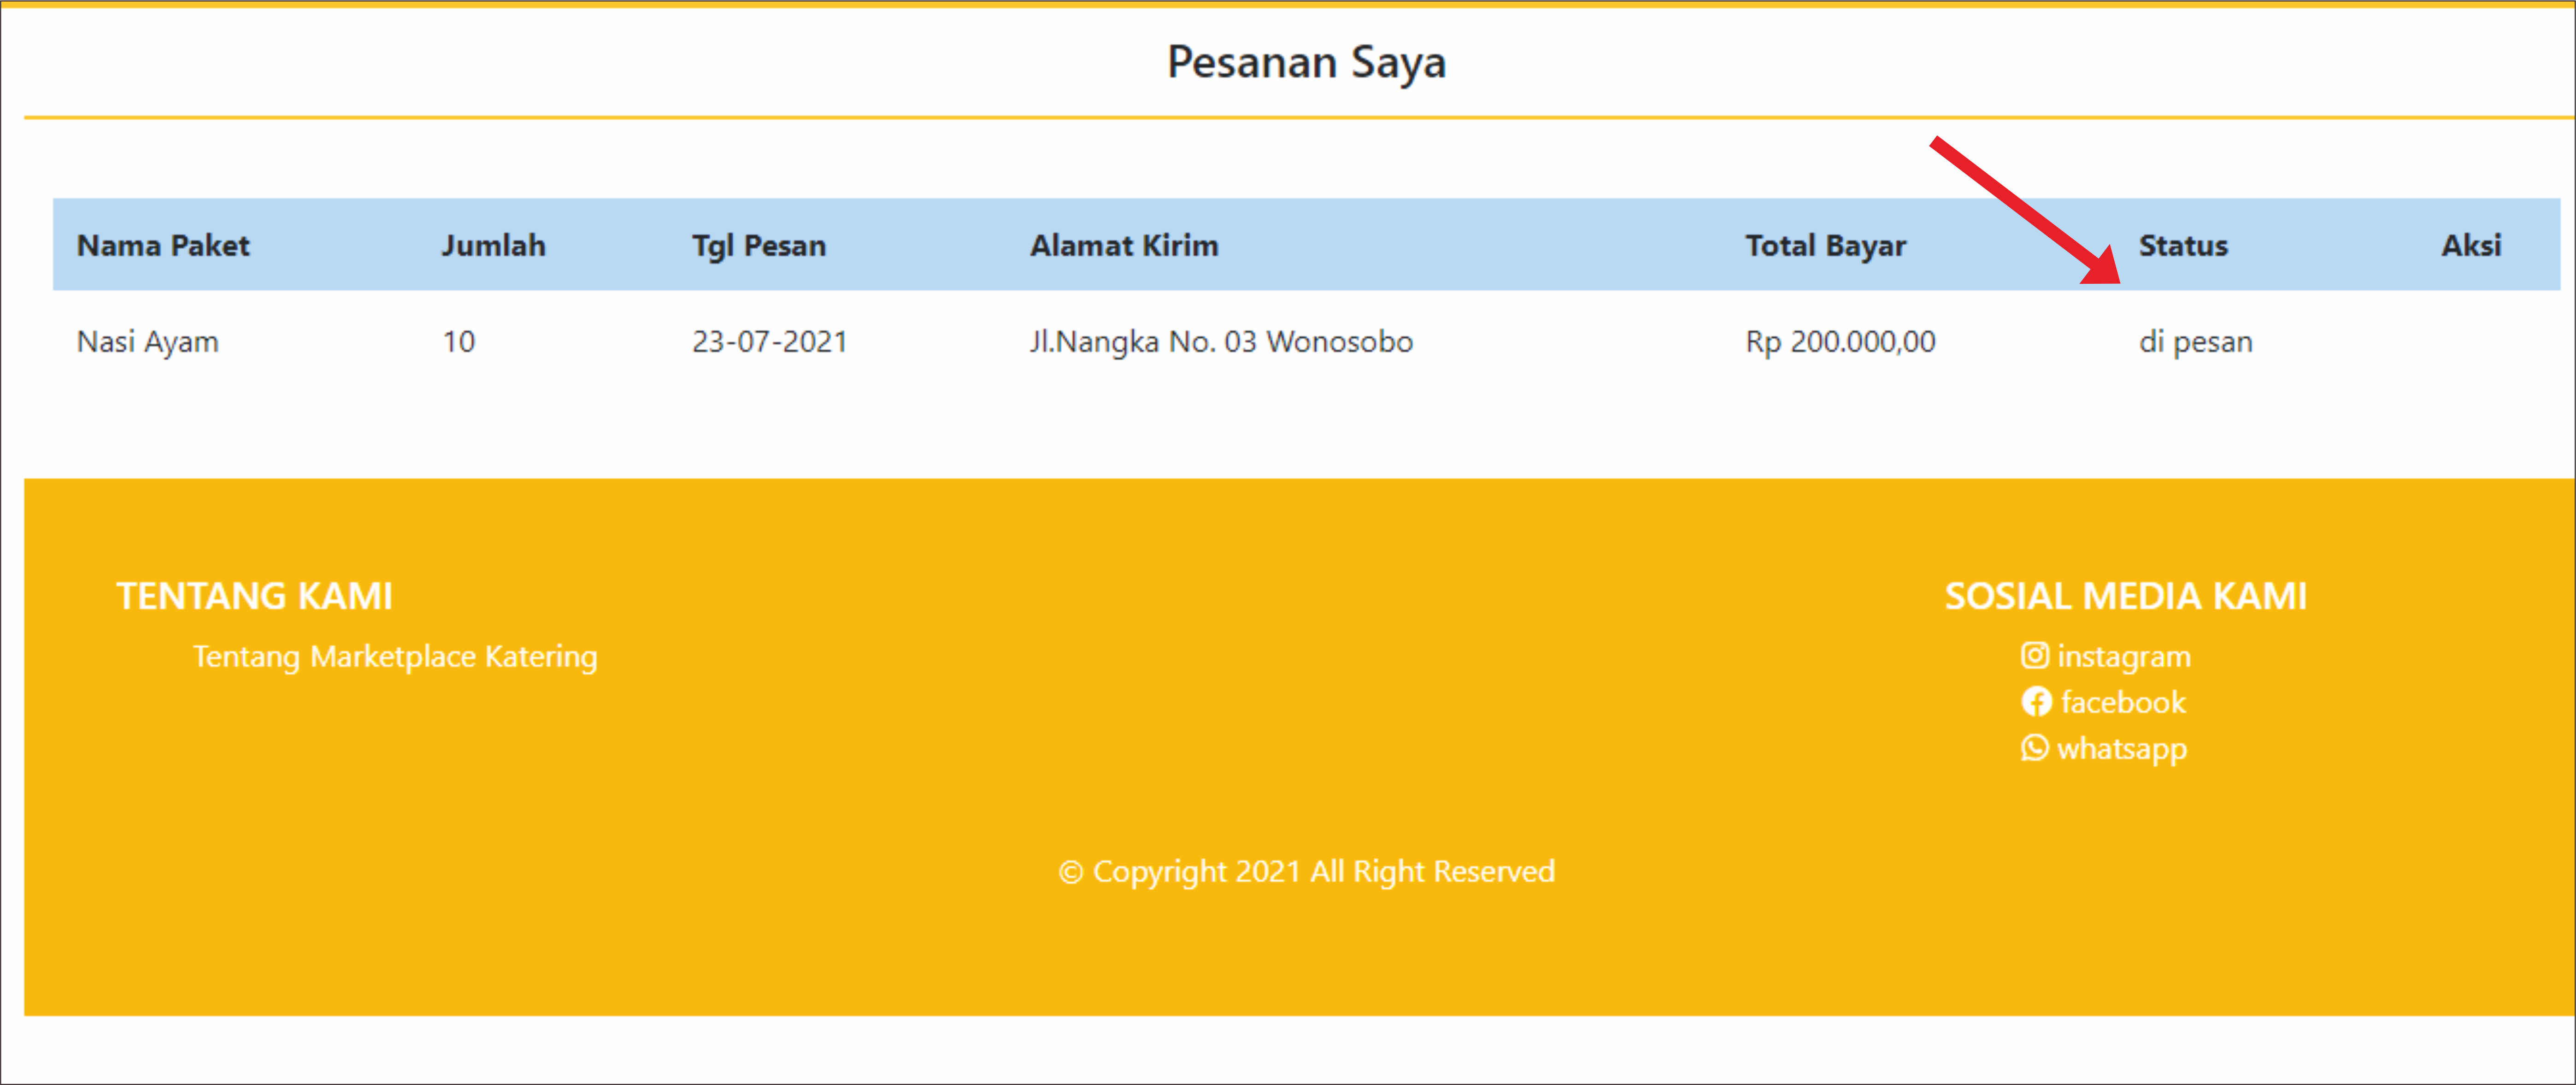 Pesanan Saya
Nama Paket Jumlah Tgl Pesan Alamat Kirim Total Bayar Status Aksi
Nasi Ayam 10 23-07-2021 Jl.Nangka No. 03 Wonosobo Rp 200.000,00 di pesan
TENTANG KAMI
Tentang Marketplace Katering
SOSIAL MEDIA KAMI
instagram
facebook
whatsapp
© Copyright 2021 All Right Reserved